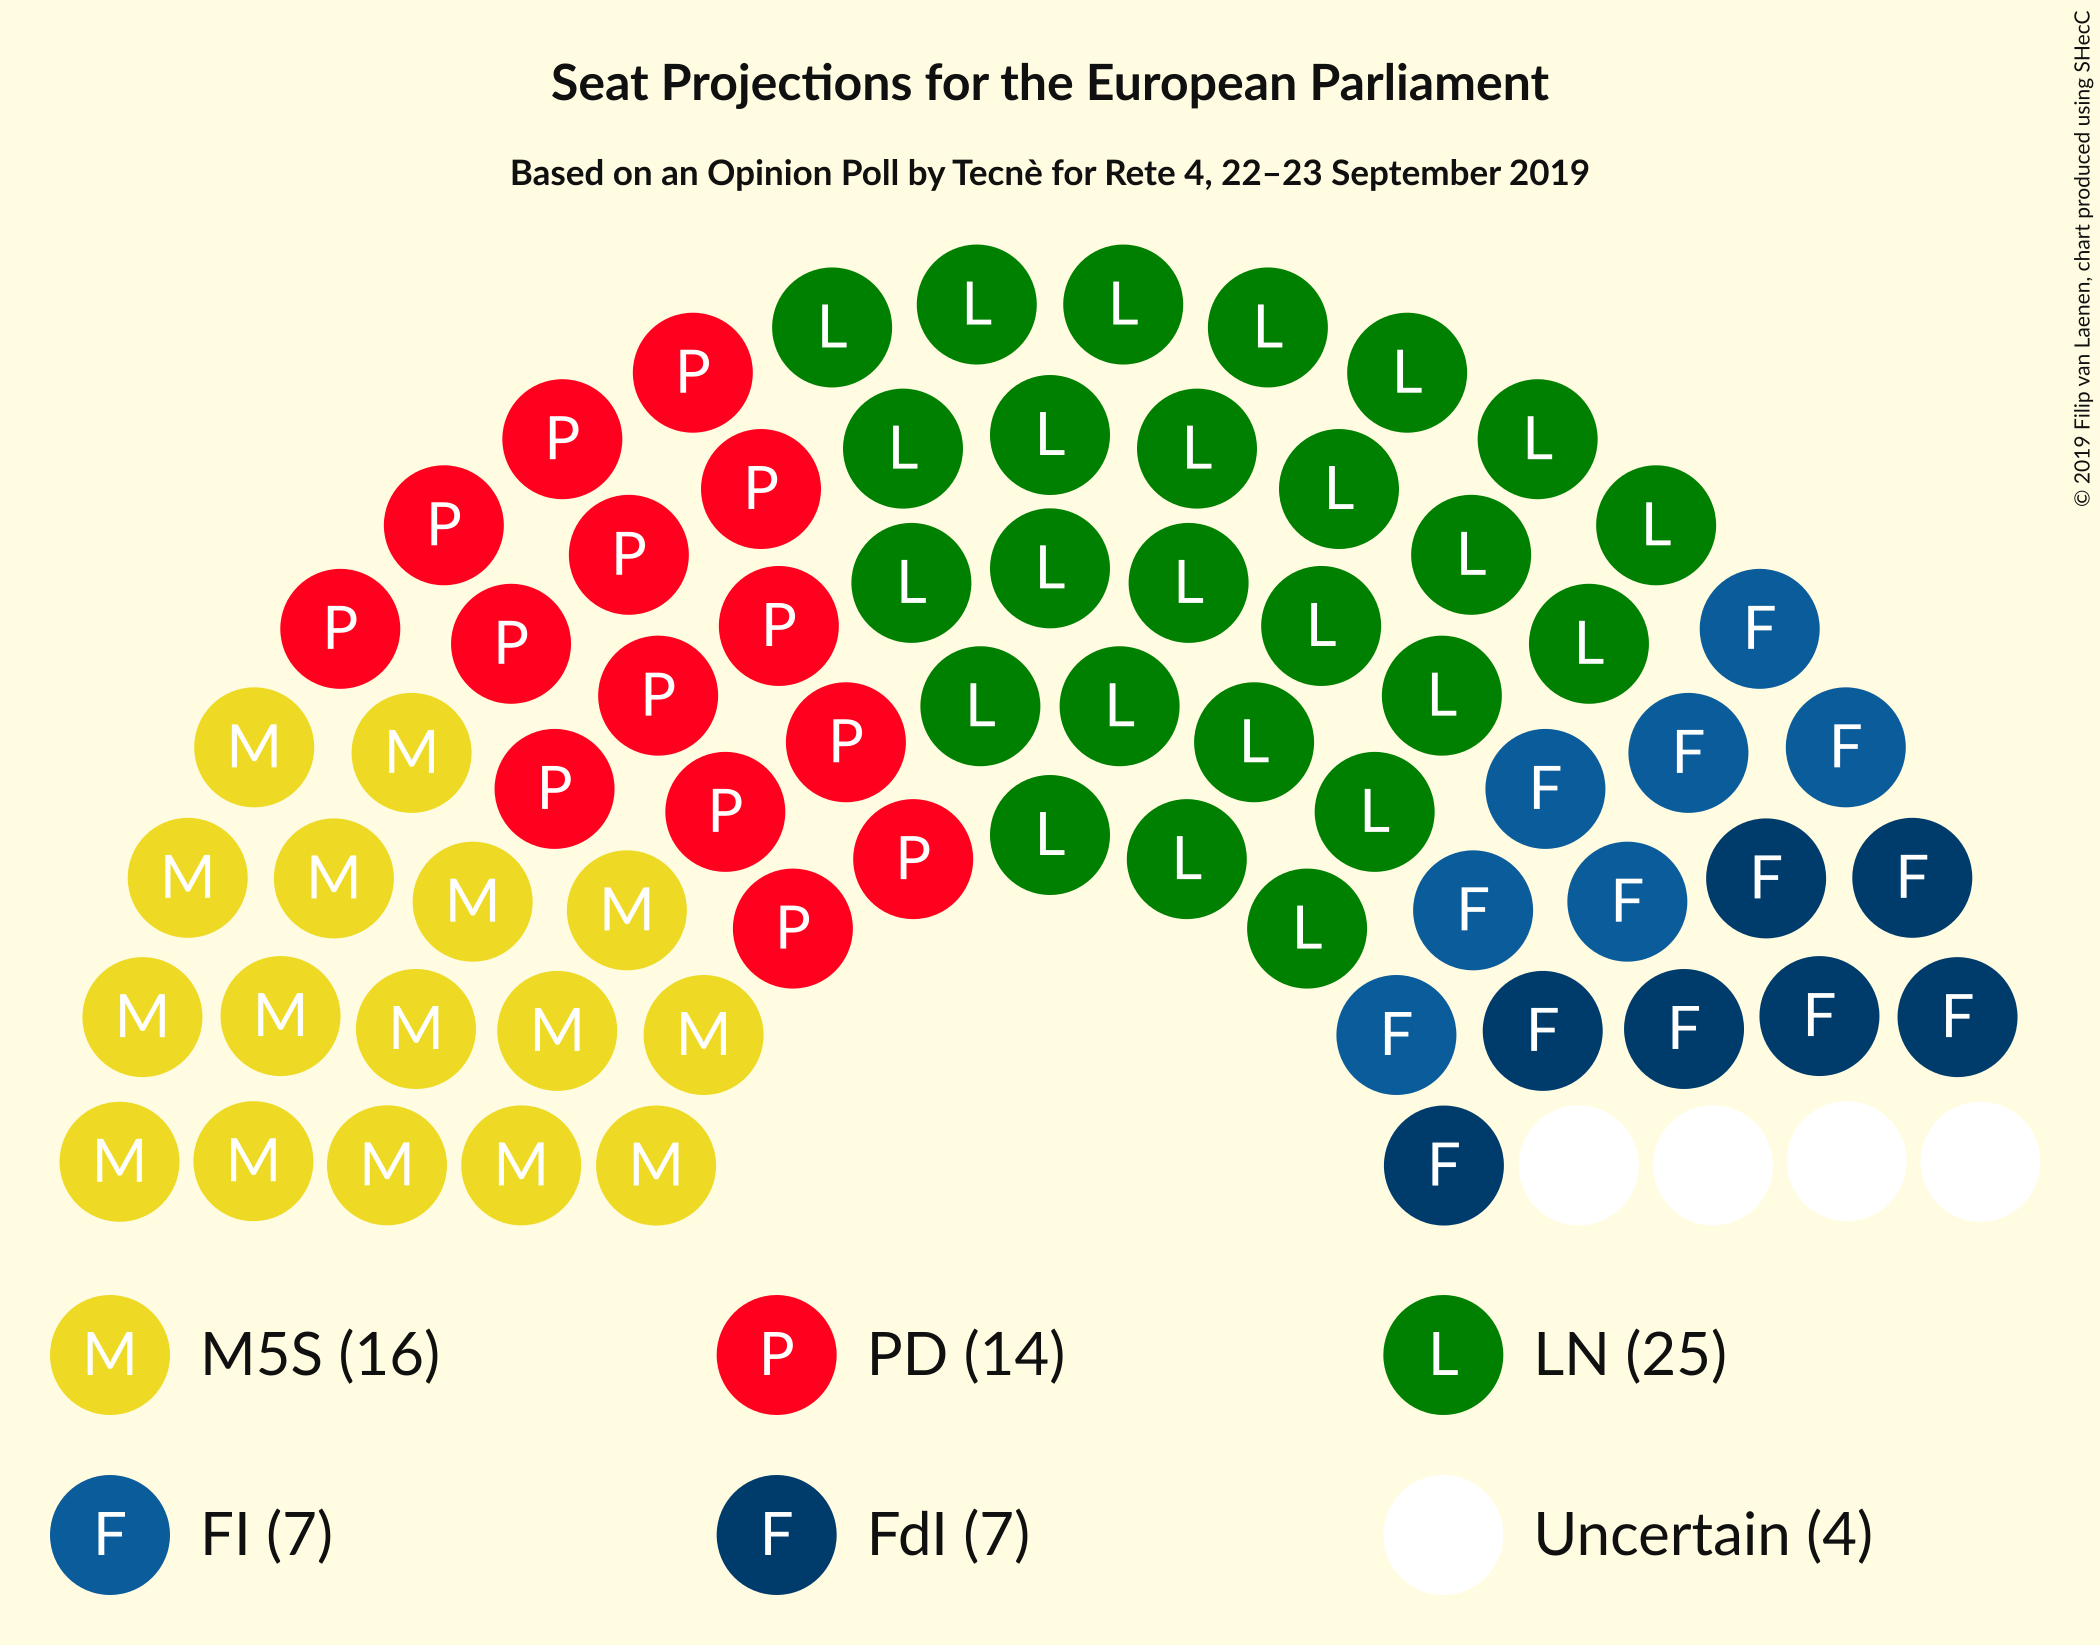 Seat Projections for the European Parliament
Based on an Opinion Poll by Tecnè for Rete 4, 22–23 September 2019
© 2019 Filip van Laenen, chart produced using SHecC
L L
L L
P L
L L L
P L
P L L
P L
P L L L
P L
P L L
P L
P L
P L L F
P L
P L
M F
M F
P F
P L
P L
M M F F
M F
M F
P L
M M F F
M M F F
M F
M M F F
M M M M M F
M M5S (16) P PD (14) L LN (25)
F FI (7) F FdI (7) Uncertain (4)